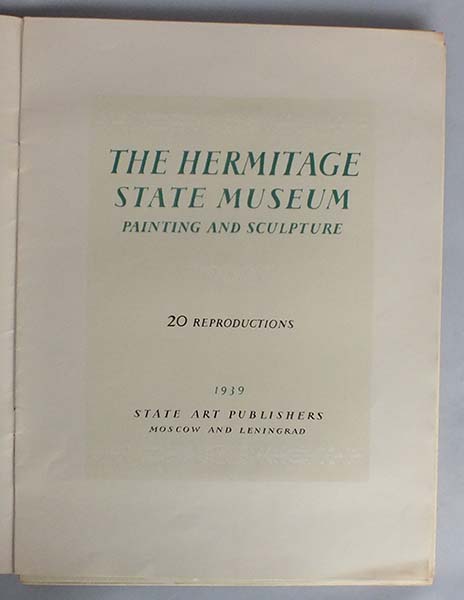 THE HERMITAGE
STATE MUSEUM
PAINTING AND SCULPTURE
20 REPRODUCTIONS
1939
STATE ART PUBLISHERS
MOSCOW AND LENINGRAD